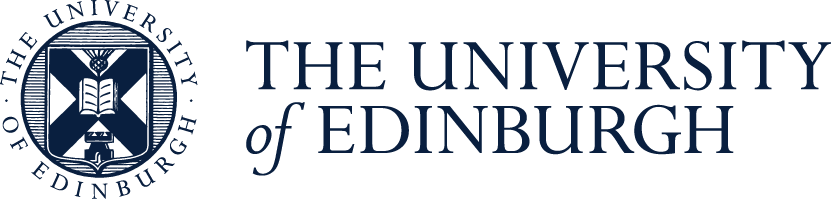 THE UNIVERSITY
· OF EDINBURGH ·
THE UNIVERSITY
of EDINBURGH